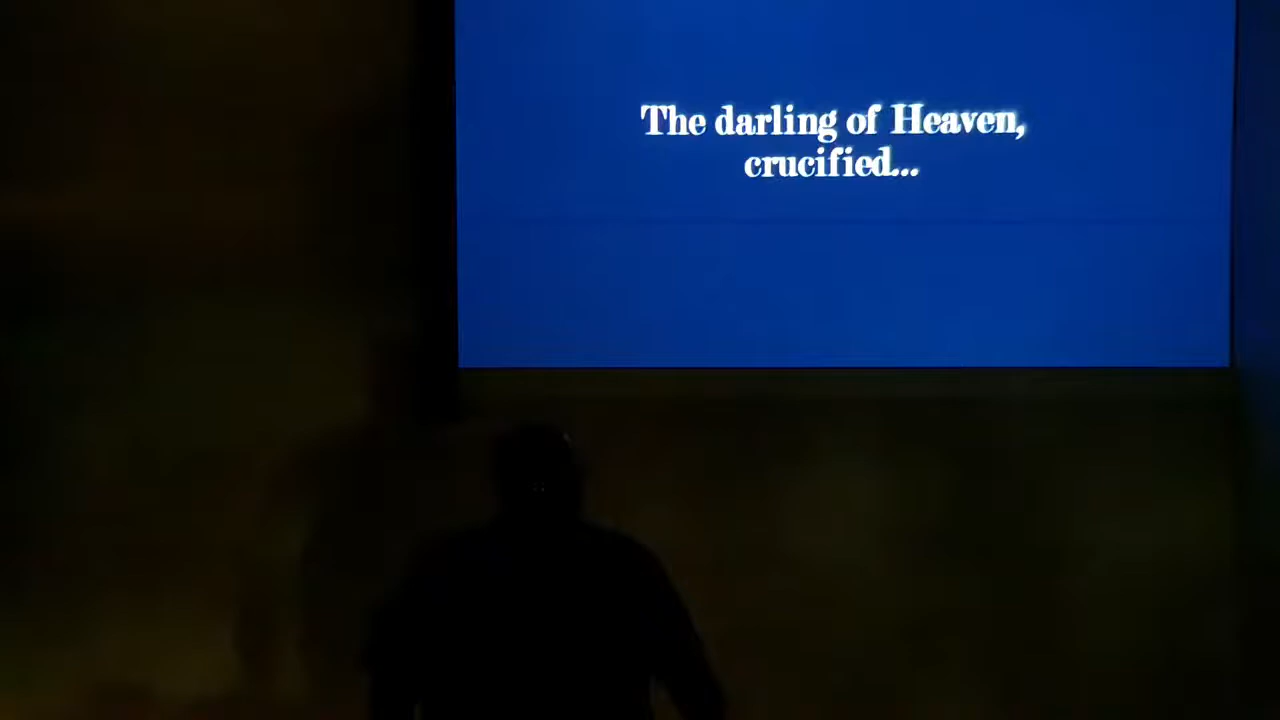 The darling of Heaven,
crucified...